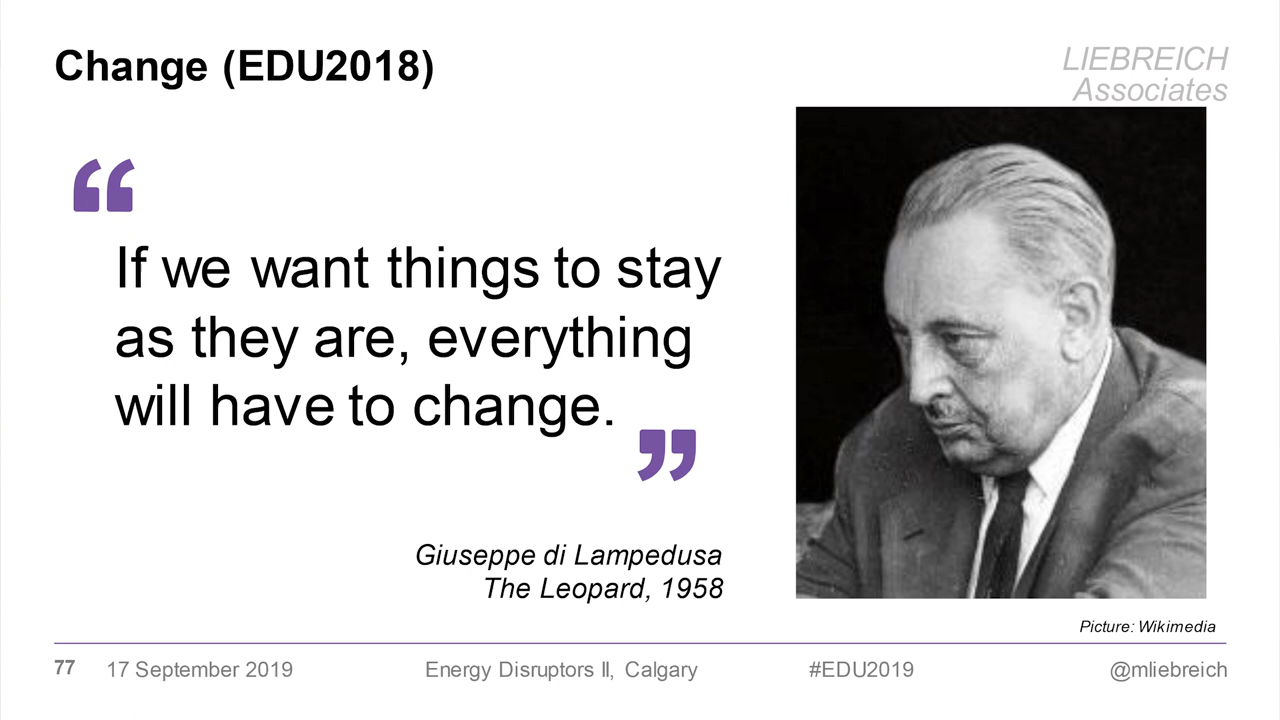 Change (EDU2018)
LIEBREICH
Associates
“
If we want things to stay
as they are, everything
will have to change.
”
Giuseppe di Lampedusa
The Leopard, 1958
Picture: Wikimedia
77 17 September 2019 Energy Disruptors II, Calgary #EDU2019 @mliebreich